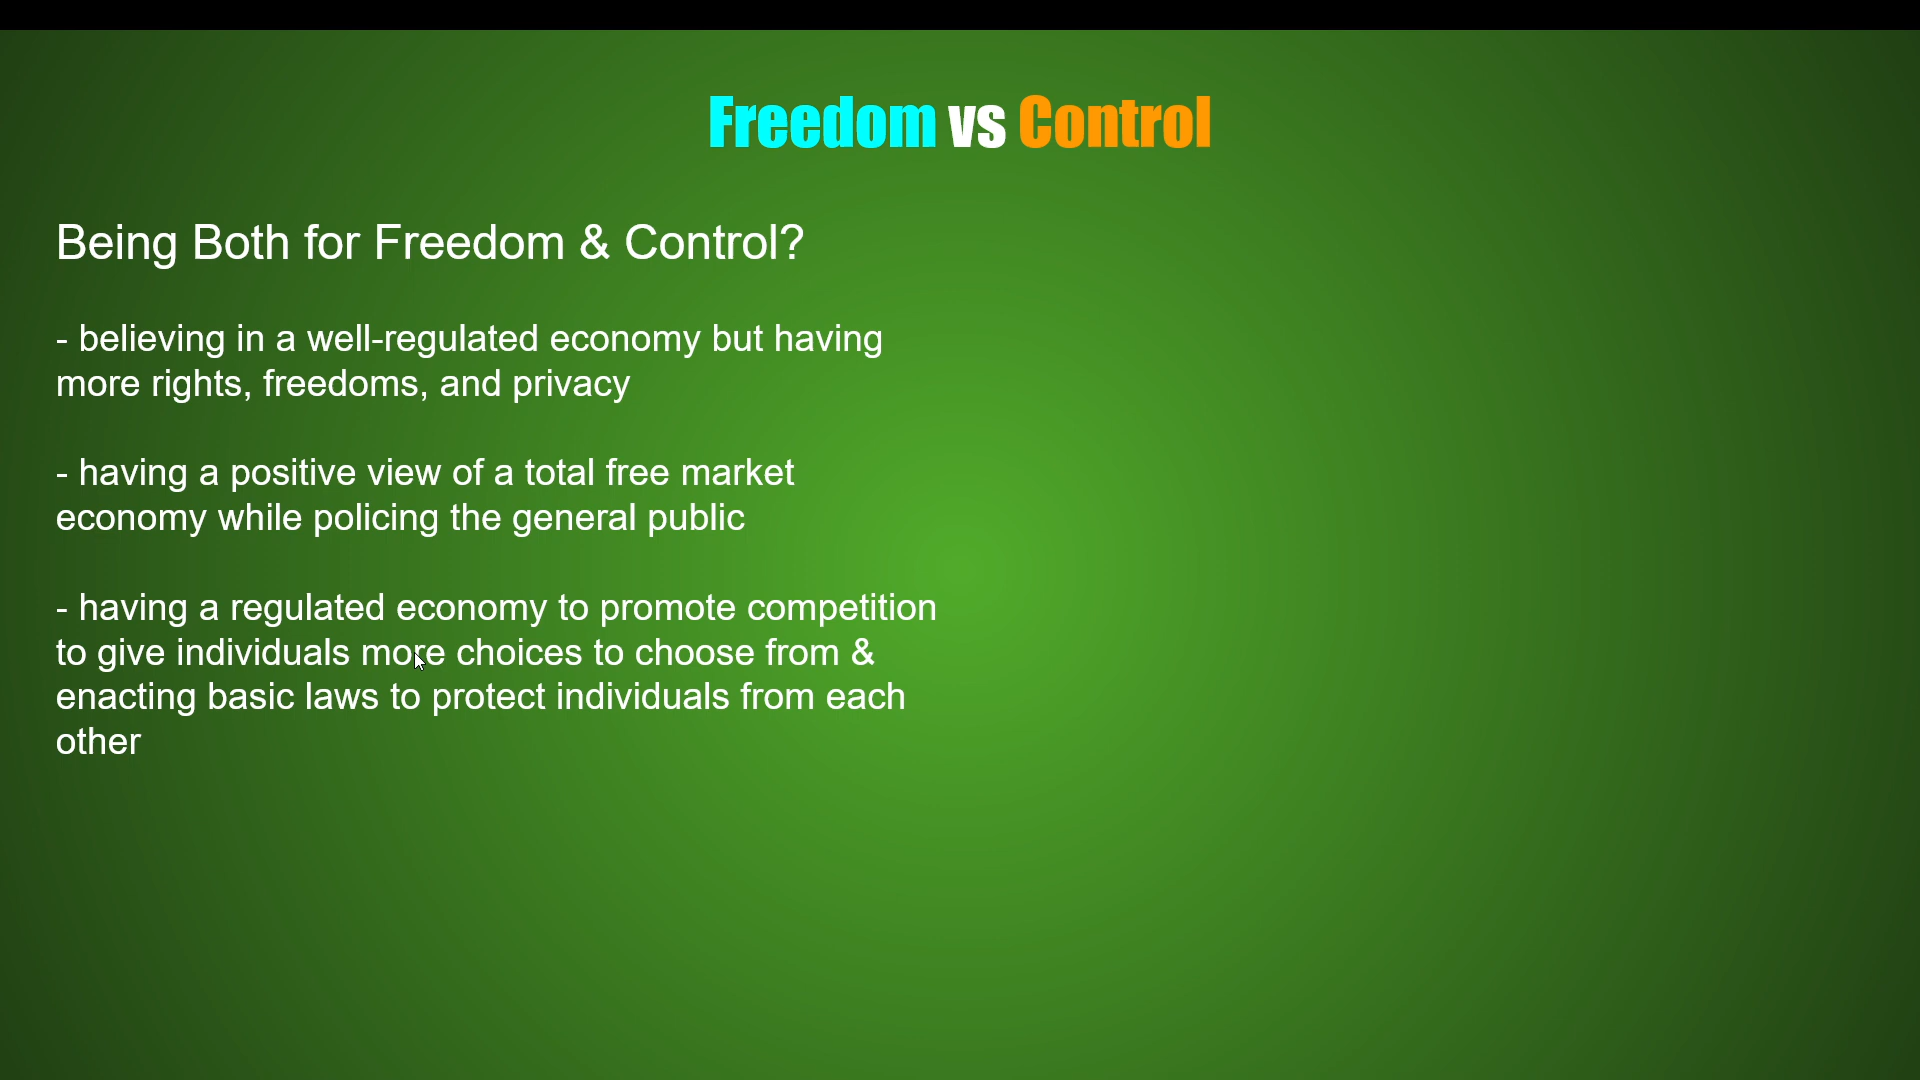 Freedom vs Control
Being Both for Freedom & Control?
- believing in a well-regulated economy but having
more rights, freedoms, and privacy
- having a positive view of a total free market
economy while policing the general public
- having a regulated economy to promote competition
to give individuals more choices to choose from &
enacting basic laws to protect individuals from each
other